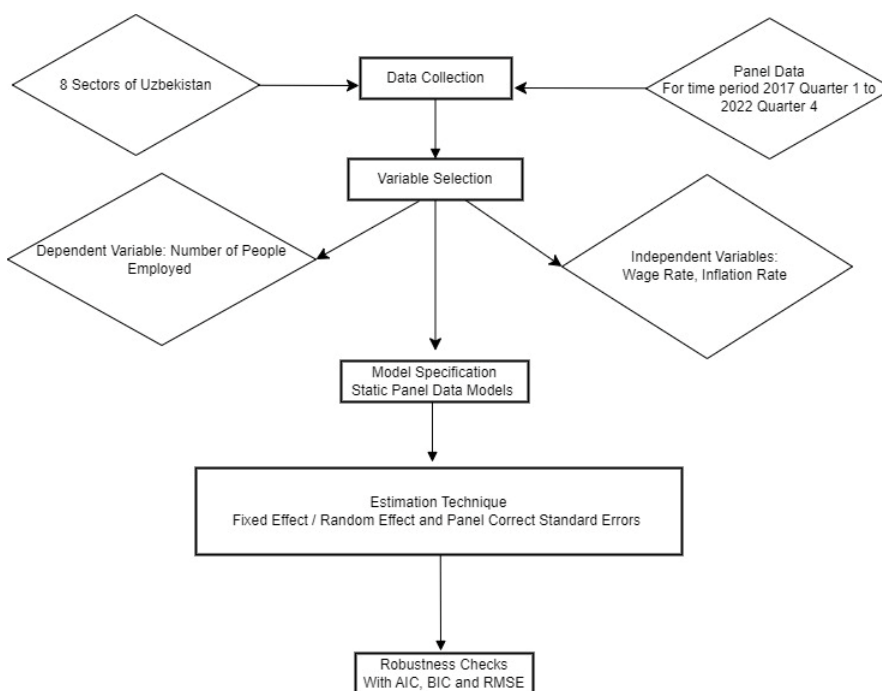 8 Sectors of Uzbekistan
Data Collection
Panel Data
For time period 2017 Quarter 1 to
2022 Quarter 4
Variable Selection
Dependent Variable: Number of People
Employed
Independent Variables:
Wage Rate, Inflation Rate
Model Specification
Static Panel Data Models
Estimation Technique
Fixed Effect / Random Effect and Panel Correct Standard Errors
Robustness Checks
With AIC, BIC and RMSE